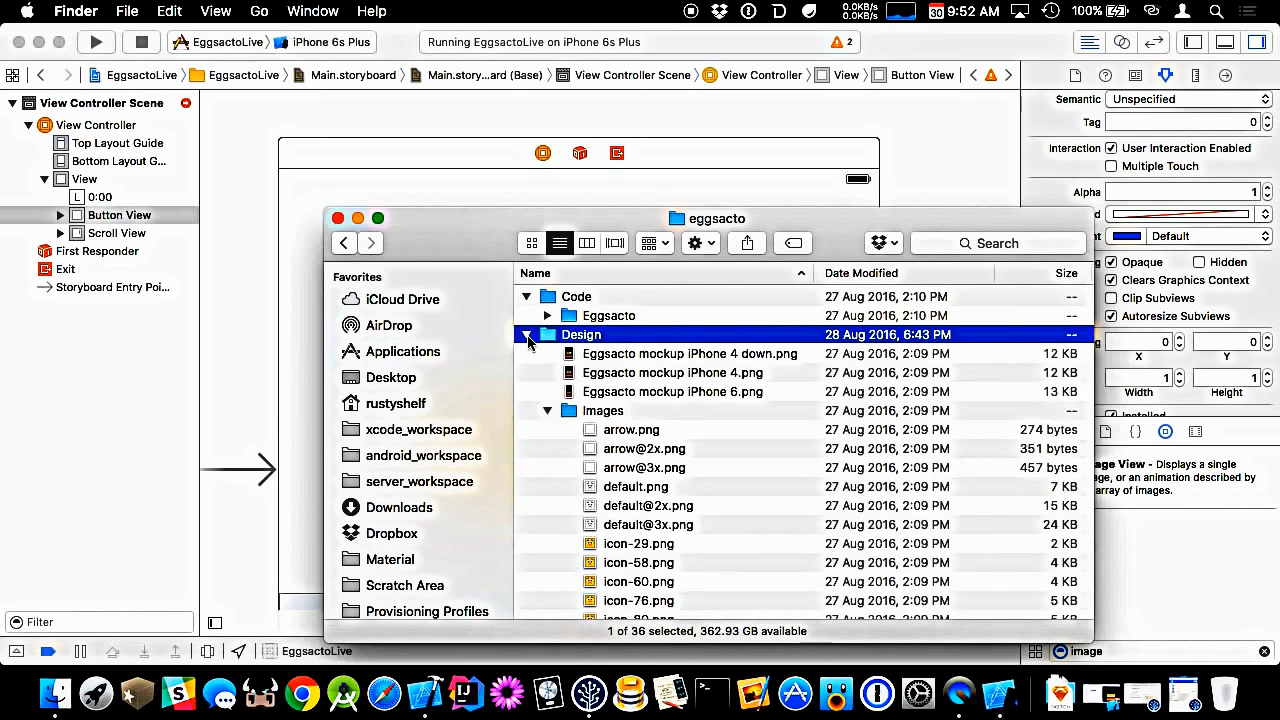 Finder File Edit View Go Window Help
0.0KB/s
0.0KB/s
30 9:52 AM 100%
EggsactoLive iPhone 6s Plus
Running EggsactoLive on iPhone 6s Plus 2
EggsactoLive EggsactoLive Main.storyboard Main.story...ard (Base) View Controller Scene View Controller View Button View
View Controller Scene
View Controller
Top Layout Guide
Bottom Layout G...
View
L 0:00
Button View
Scroll View
First Responder
Exit
Storyboard Entry Poi...
Filter
EggsactoLive
eggsacto
Search
Favorites
iCloud Drive
AirDrop
Applications
Desktop
rustyshelf
xcode_workspace
android_workspace
server_workspace
Downloads
Dropbox
Material
Scratch Area
Provisioning Profiles
Name Date Modified Size
Code 27 Aug 2016, 2:10 PM --
Eggsacto 27 Aug 2016, 2:10 PM --
Design 28 Aug 2016, 6:43 PM --
Eggsacto mockup iPhone 4 down.png 27 Aug 2016, 2:09 PM 12 KB
Eggsacto mockup iPhone 4.png 27 Aug 2016, 2:09 PM 12 KB
Eggsacto mockup iPhone 6.png 27 Aug 2016, 2:09 PM 13 KB
Images 27 Aug 2016, 2:09 PM --
arrow.png 27 Aug 2016, 2:09 PM 274 bytes
arrow@2x.png 27 Aug 2016, 2:09 PM 351 bytes
arrow@3x.png 27 Aug 2016, 2:09 PM 457 bytes
default.png 27 Aug 2016, 2:09 PM 7 KB
default@2x.png 27 Aug 2016, 2:09 PM 15 KB
default@3x.png 27 Aug 2016, 2:09 PM 24 KB
icon-29.png 27 Aug 2016, 2:09 PM 2 KB
icon-58.png 27 Aug 2016, 2:09 PM 4 KB
icon-60.png 27 Aug 2016, 2:09 PM 4 KB
icon-76.png 27 Aug 2016, 2:09 PM 5 KB
1 of 36 selected, 362.93 GB available
Semantic Unspecified
Tag 0
Interaction User Interaction Enabled
Multiple Touch
Alpha 1
Default
Opaque Hidden
Clears Graphics Context
Clip Subviews
Autoresize Subviews
0 0
X Y
1 1
Width Height
Installed
{ }
age View - Displays a single
age, or an animation described by
array of images.
image